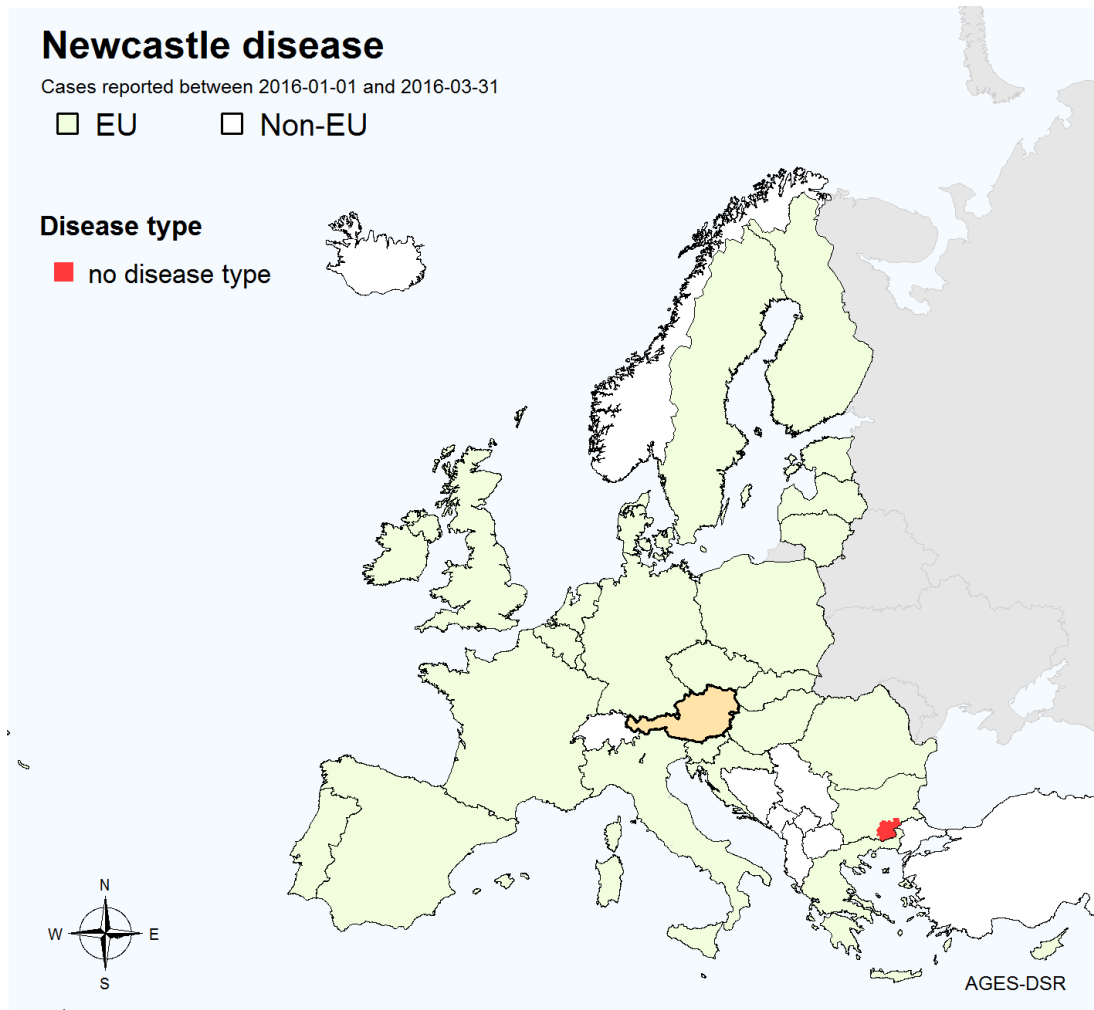 Newcastle disease
Cases reported between 2016-01-01 and 2016-03-31
EU Non-EU
Disease type
no disease type
N
W E
S
AGES-DSR